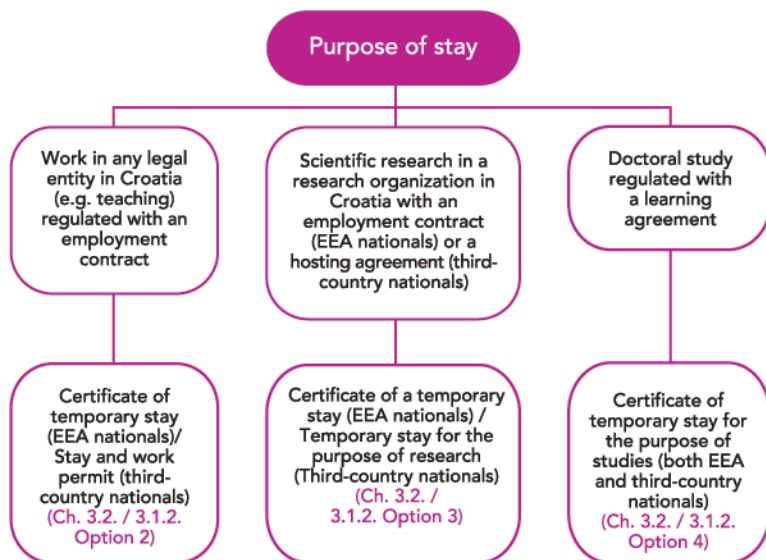 Purpose of stay
Work in any legal
entity in Croatia
(e.g. teaching)
regulated with an
employment
contract
Scientific research in a
research organization in
Croatia with an
employment contract
(EEA nationals) or a
hosting agreement (third-
country nationals)
Doctoral study
regulated with
a learning
agreement
Certificate of
temporary stay
(EEA nationals)/
Stay and work
permit (third-
country nationals)
(Ch. 3.2. / 3.1.2.
Option 2)
Certificate of a temporary
stay (EEA nationals) /
Temporary stay for the
purpose of research
(Third-country nationals)
(Ch. 3.2. /
3.1.2. Option 3)
Certificate of
temporary stay for
the purpose of
studies (both EEA
and third-country
nationals)
(Ch. 3.2. / 3.1.2.
Option 4)